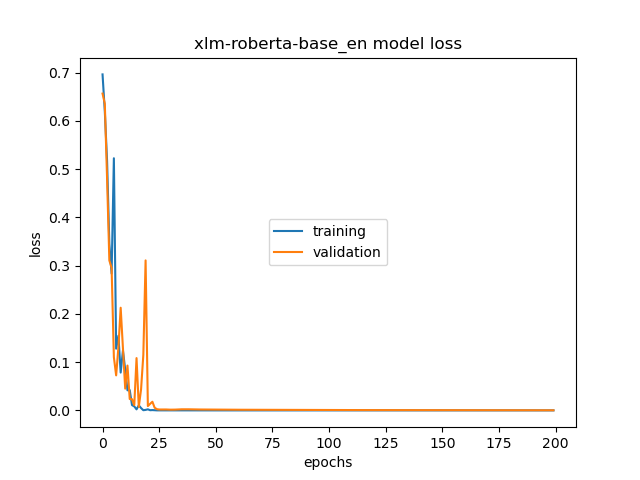 xlm-roberta-base_en model loss
0.7
0.6
0.5
0.4
0.3
0.2
0.1
0.0
loss
training
validation
0 25 50 75 100 125 150 175 200
epochs